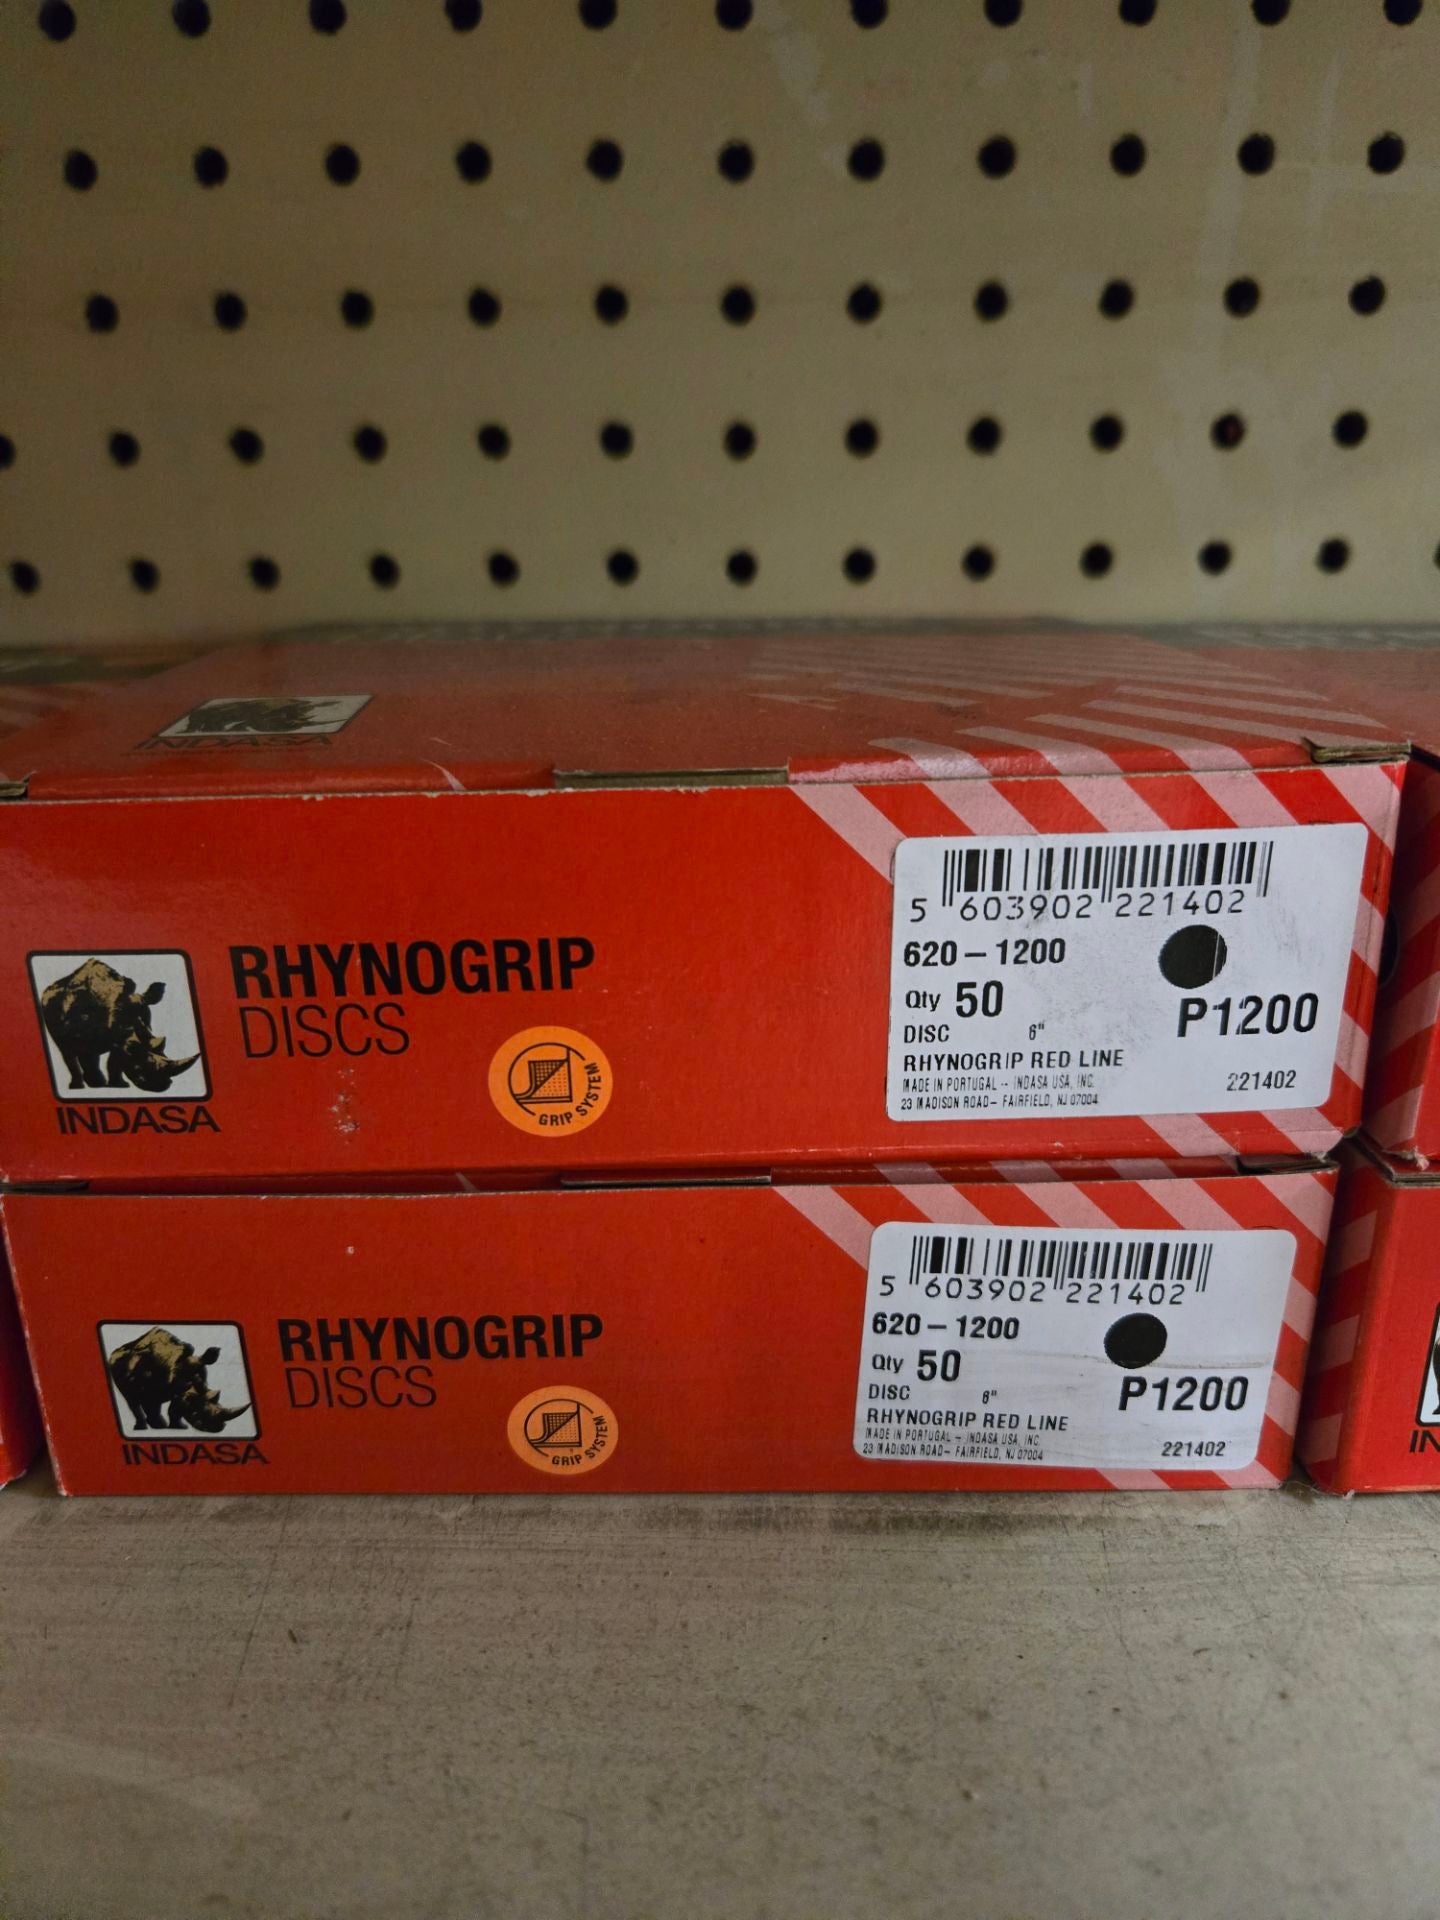 INDASA
5 603902 221402
620-1200
Qty 50
P1200
DISC 6"
RHYNOGRIP RED LINE
MADE IN PORTUGAL -- INDASA USA, INC.
221402
23 MADISON ROAD- FAIRFIELD, NJ 07004
RHYNOGRIP
DISCS
GRIP SYSTEM
INDASA
5 603902 221402
620-1200
Qty 50
P1200
DISC 6"
RHYNOGRIP RED LINE
MADE IN PORTUGAL -- INDASA USA, INC.
221402
23 MADISON ROAD- FAIRFIELD, NJ 07004
RHYNOGRIP
DISCS
GRIP SYSTEM
INDASA
IN